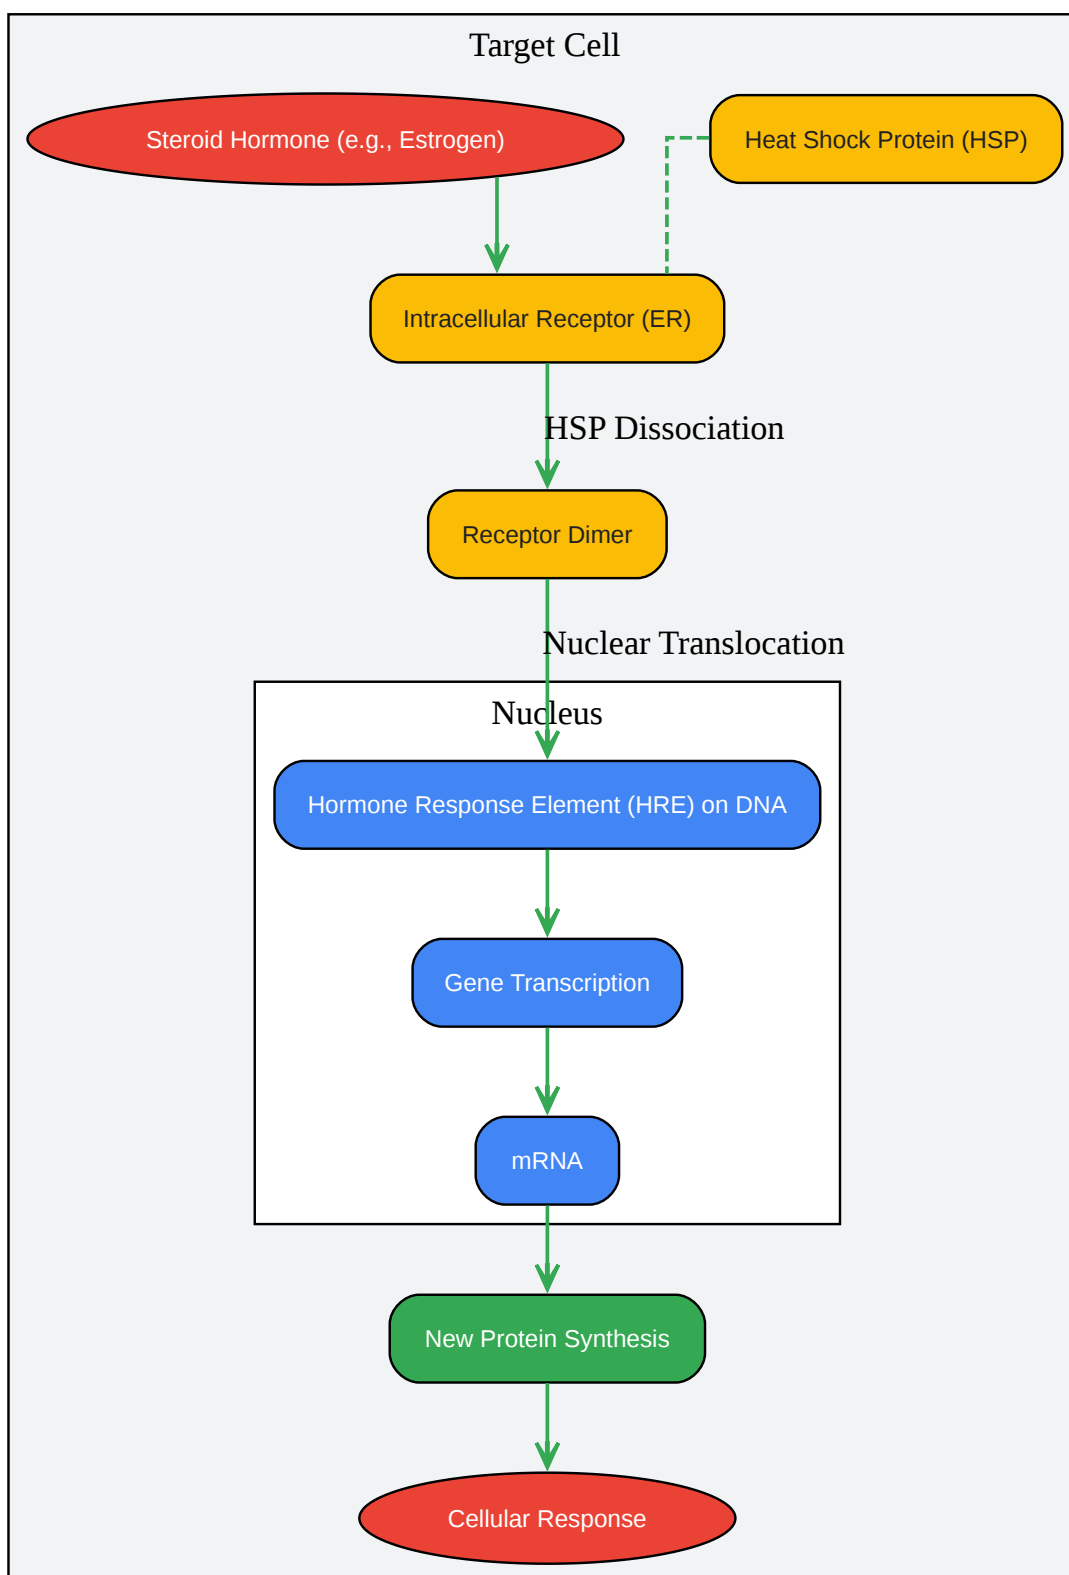 Target Cell
Steroid Hormone (e.g., Estrogen)
Heat Shock Protein (HSP)
Intracellular Receptor (ER)
HSP Dissociation
Receptor Dimer
Nuclear Translocation
Nucleus
Hormone Response Element (HRE) on DNA
Gene Transcription
mRNA
New Protein Synthesis
Cellular Response